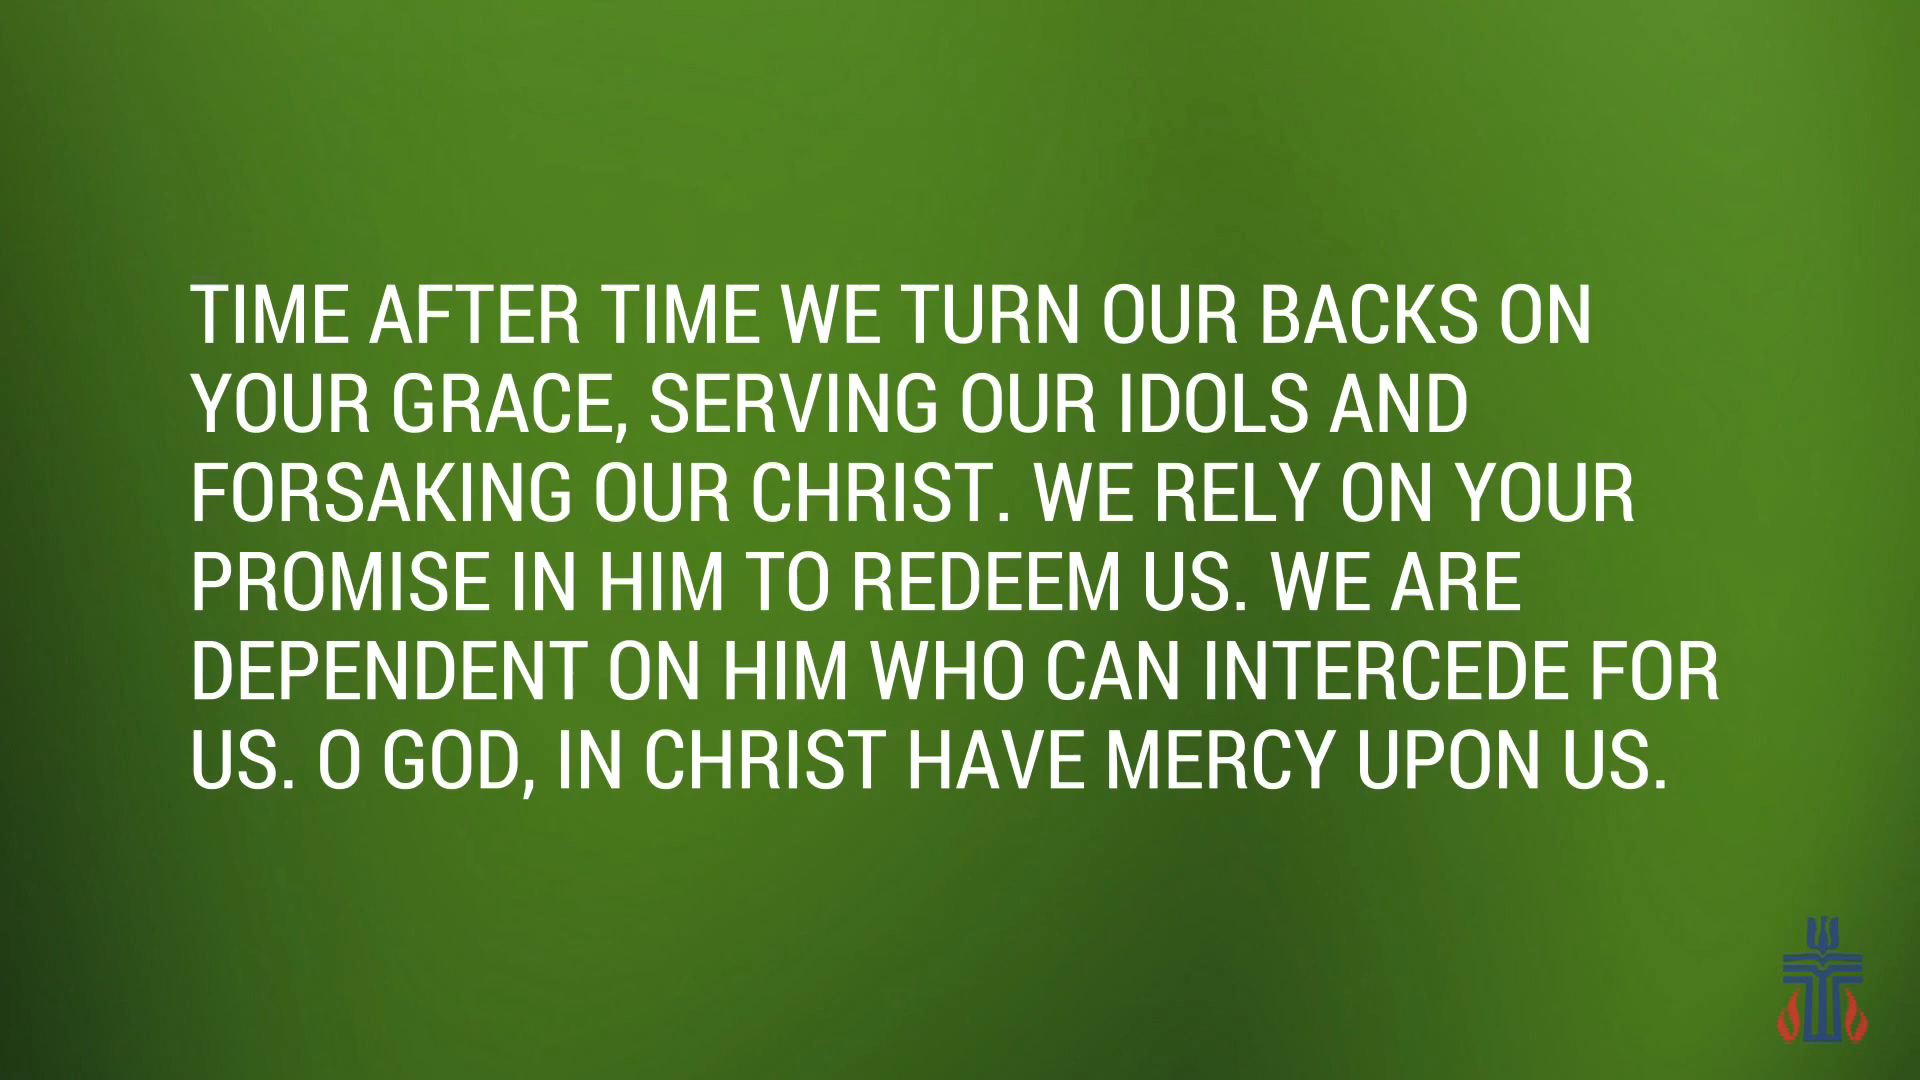 TIME AFTER TIME WE TURN OUR BACKS ON
YOUR GRACE, SERVING OUR IDOLS AND
FORSAKING OUR CHRIST. WE RELY ON YOUR
PROMISE IN HIM TO REDEEM US. WE ARE
DEPENDENT ON HIM WHO CAN INTERCEDE FOR
US. O GOD, IN CHRIST HAVE MERCY UPON US.